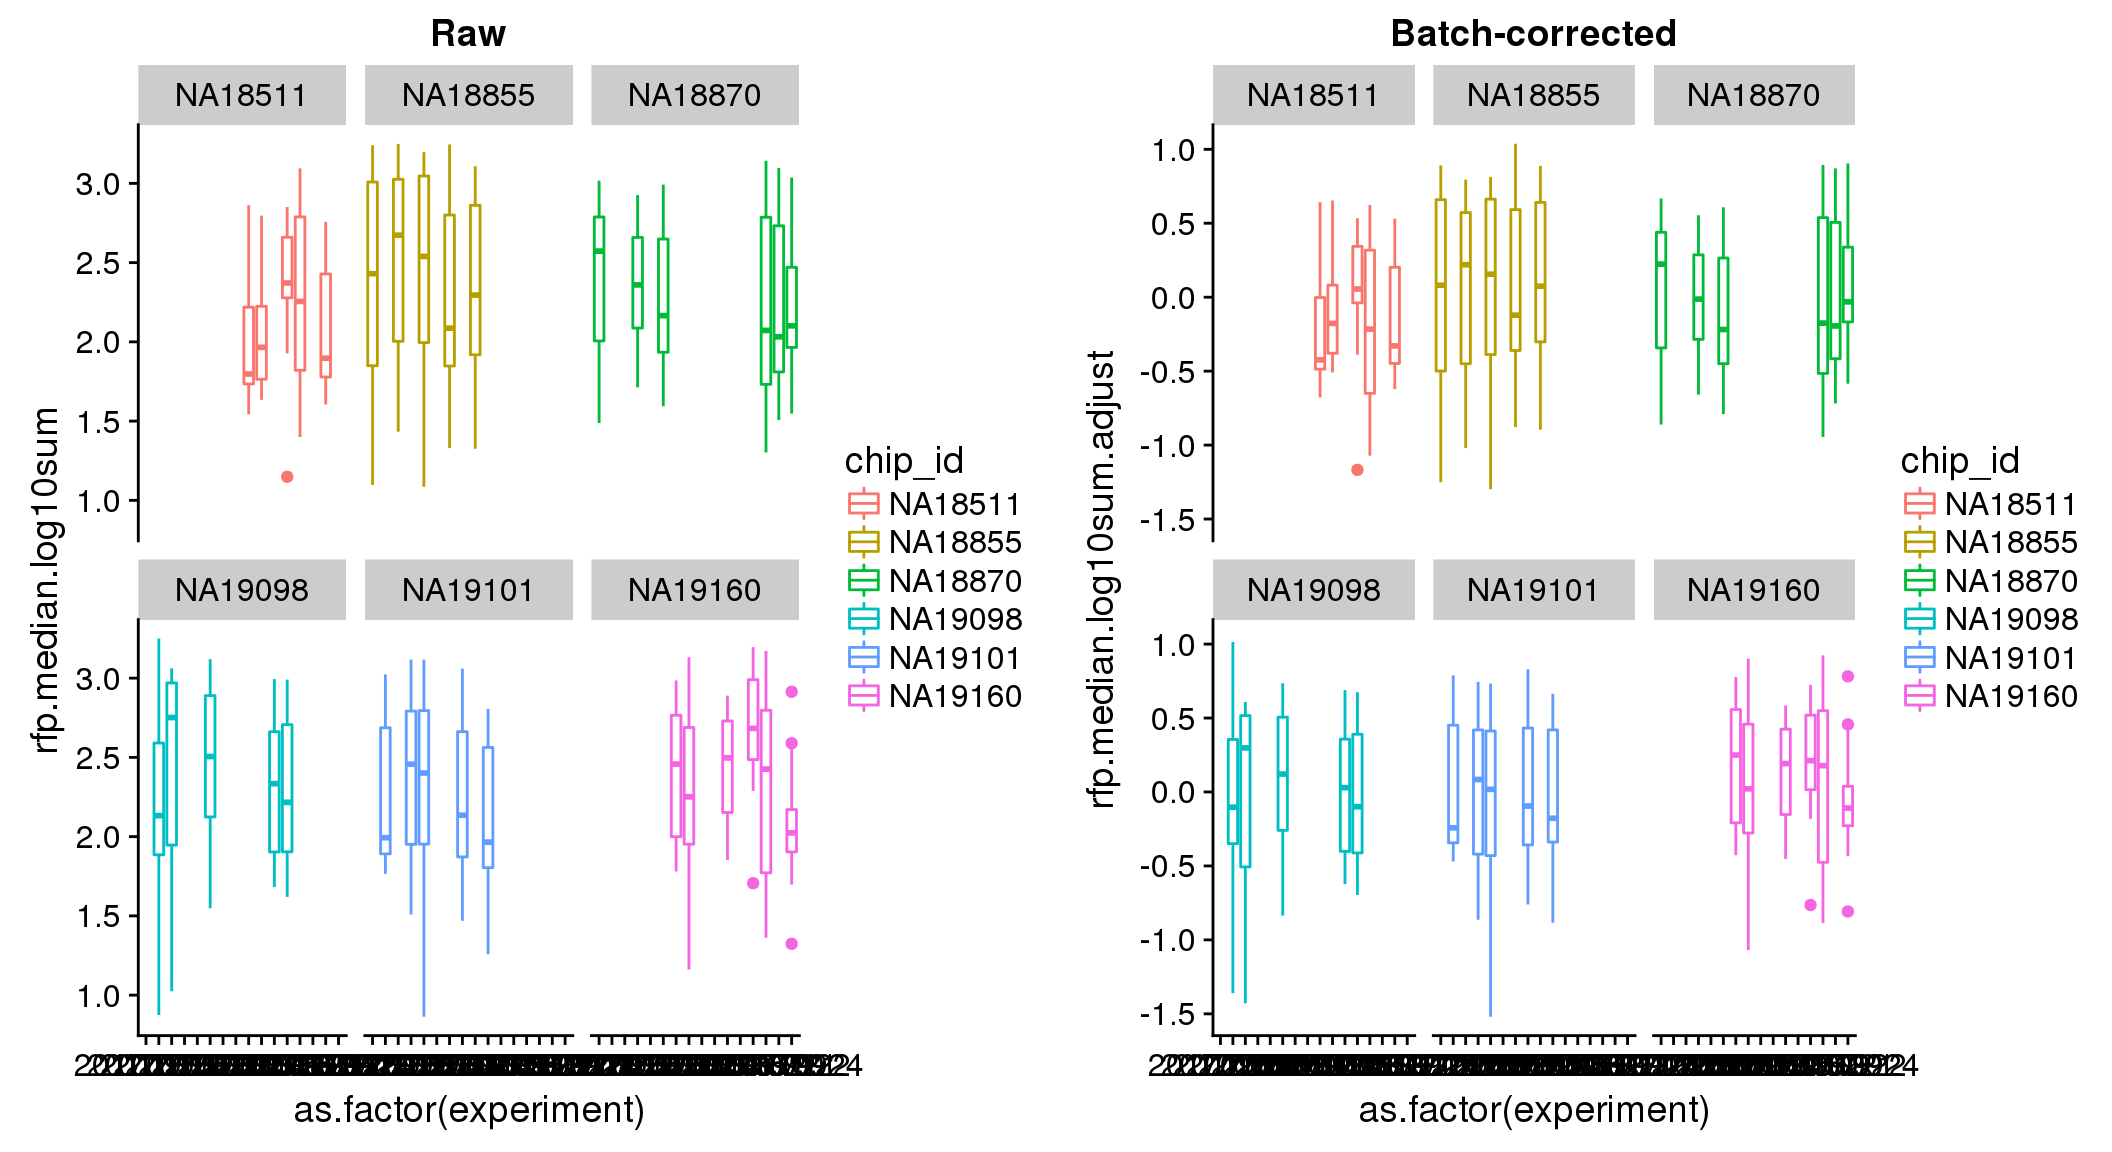 Raw
NA18511 NA18855 NA18870
3.0
2.5
2.0
1.5
1.0
NA19098 NA19101 NA19160
3.0
2.5
2.0
1.5
1.0
rfp.median.log10sum
as.factor(experiment)
chip_id
NA18511
NA18855
NA18870
NA19098
NA19101
NA19160
Batch-corrected
NA18511 NA18855 NA18870
1.0
0.5
0.0
-0.5
-1.0
-1.5
NA19098 NA19101 NA19160
1.0
0.5
0.0
-0.5
-1.0
-1.5
rfp.median.log10sum.adjust
as.factor(experiment)
chip_id
NA18511
NA18855
NA18870
NA19098
NA19101
NA19160